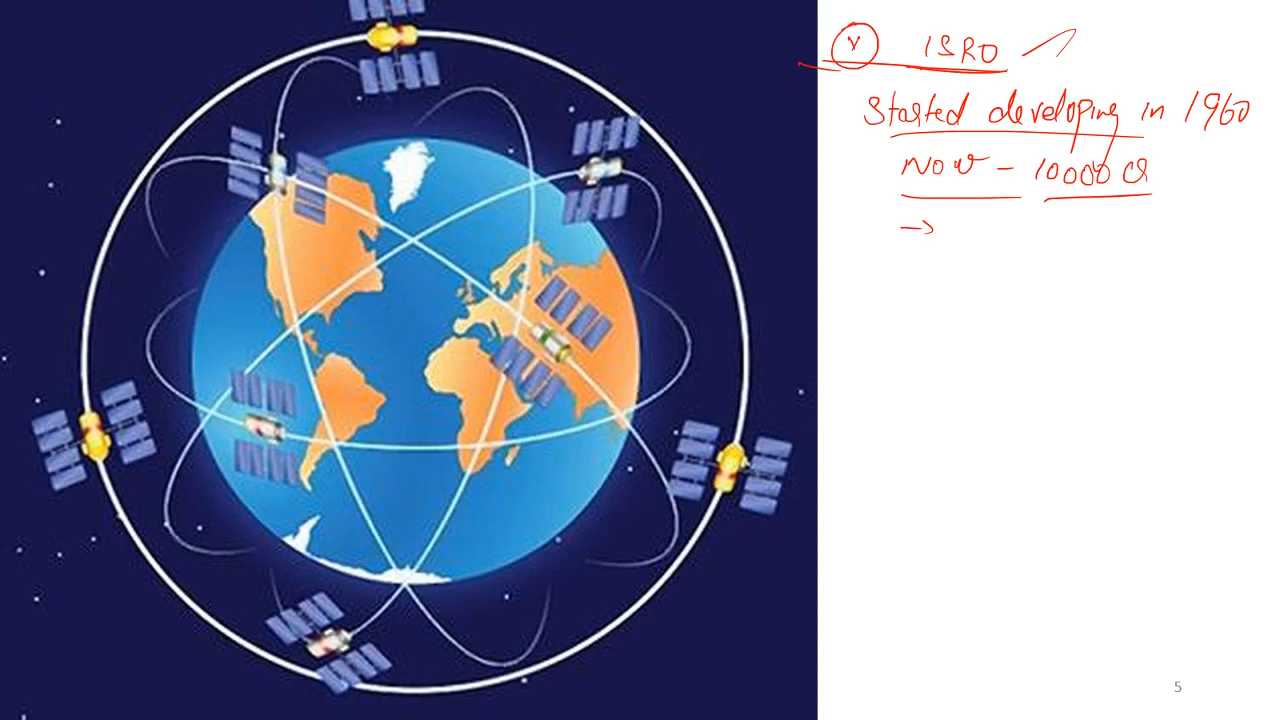 v ISRO
Started developing in 1960
Now - 10000 Cr
→
5